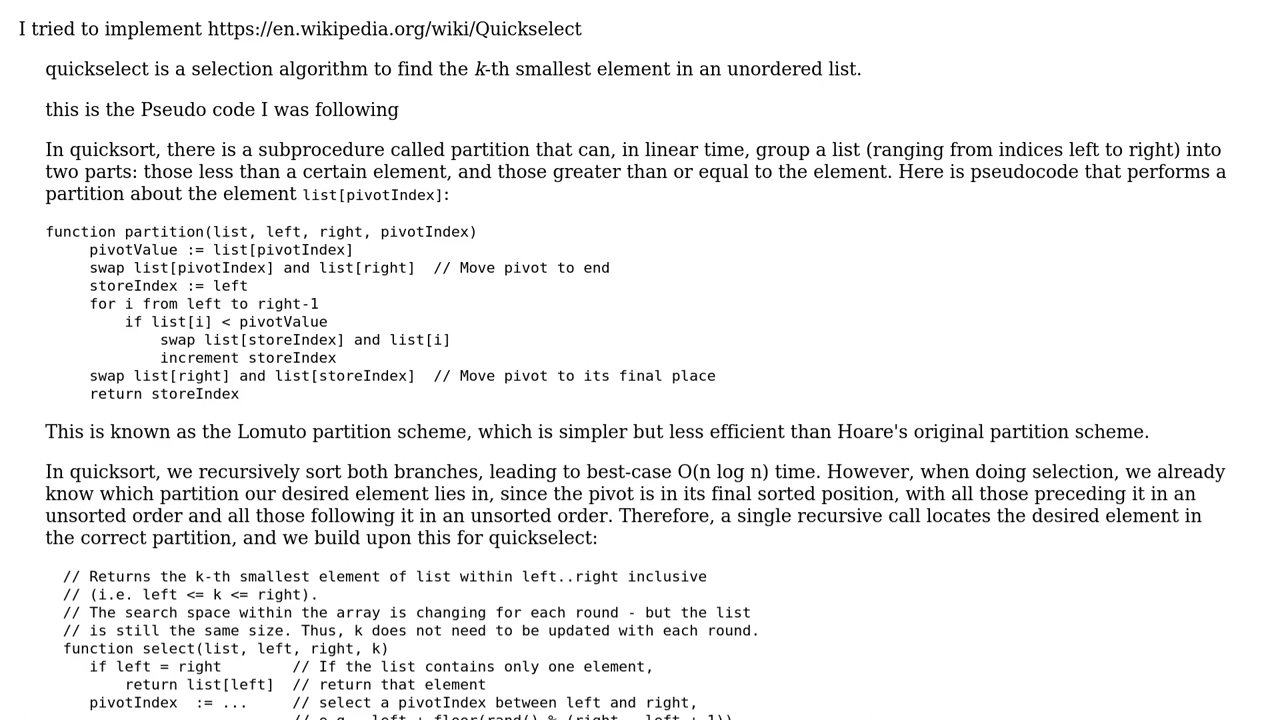 I tried to implement https://en.wikipedia.org/wiki/Quickselect
quickselect is a selection algorithm to find the k-th smallest element in an unordered list.
this is the Pseudo code I was following
In quicksort, there is a subprocedure called partition that can, in linear time, group a list (ranging from indices left to right) into
two parts: those less than a certain element, and those greater than or equal to the element. Here is pseudocode that performs a
partition about the element list[pivotIndex]:
function partition(list, left, right, pivotIndex)
     pivotValue := list[pivotIndex]
     swap list[pivotIndex] and list[right]  // Move pivot to end
     storeIndex := left
     for i from left to right-1
         if list[i] < pivotValue
             swap list[storeIndex] and list[i]
             increment storeIndex
     swap list[right] and list[storeIndex]  // Move pivot to its final place
     return storeIndex
This is known as the Lomuto partition scheme, which is simpler but less efficient than Hoare's original partition scheme.
In quicksort, we recursively sort both branches, leading to best-case O(n log n) time. However, when doing selection, we already
know which partition our desired element lies in, since the pivot is in its final sorted position, with all those preceding it in an
unsorted order and all those following it in an unsorted order. Therefore, a single recursive call locates the desired element in
the correct partition, and we build upon this for quickselect:
  // Returns the k-th smallest element of list within left..right inclusive
  // (i.e. left <= k <= right).
  // The search space within the array is changing for each round - but the list
  // is still the same size. Thus, k does not need to be updated with each round.
  function select(list, left, right, k)
     if left = right        // If the list contains only one element,
         return list[left]  // return that element
     pivotIndex  := ...     // select a pivotIndex between left and right,
                            // e.g., left + floor(rand() % (right - left + 1))